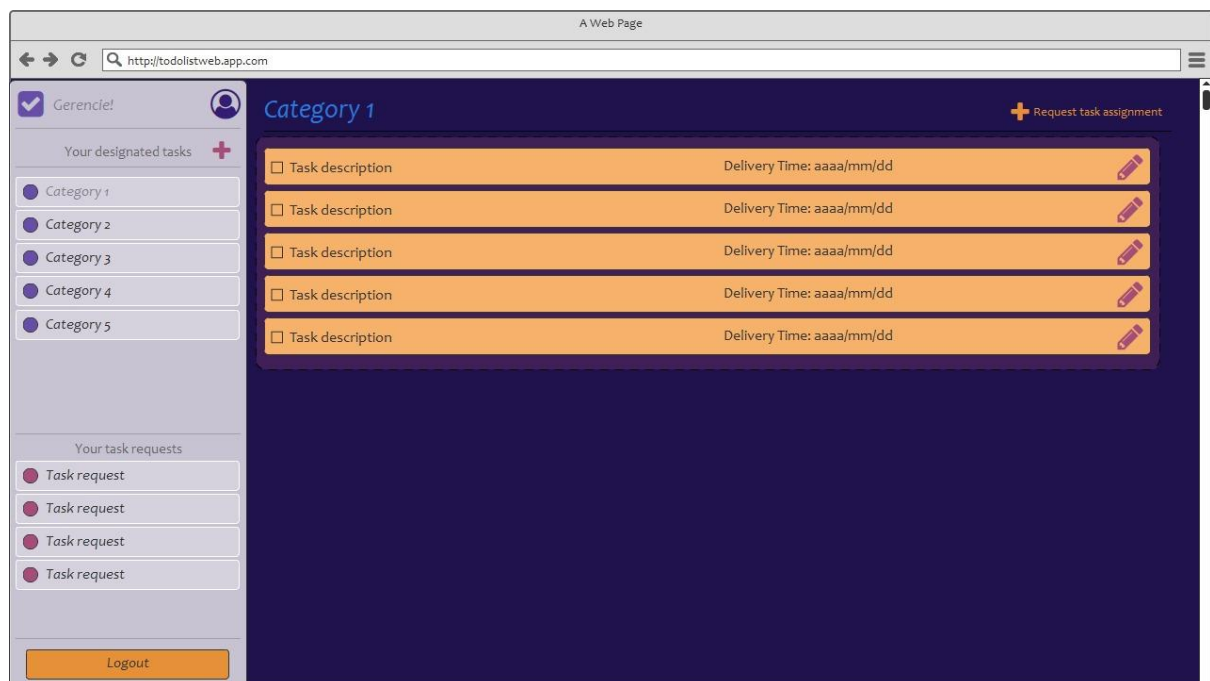 A Web Page
http://todolistweb.app.com
Gerencie!
Your designated tasks
Category 1
Category 2
Category 3
Category 4
Category 5
Your task requests
Task request
Task request
Task request
Task request
Logout
Category 1
Request task assignment
Task description Delivery Time: aaaa/mm/dd
Task description Delivery Time: aaaa/mm/dd
Task description Delivery Time: aaaa/mm/dd
Task description Delivery Time: aaaa/mm/dd
Task description Delivery Time: aaaa/mm/dd